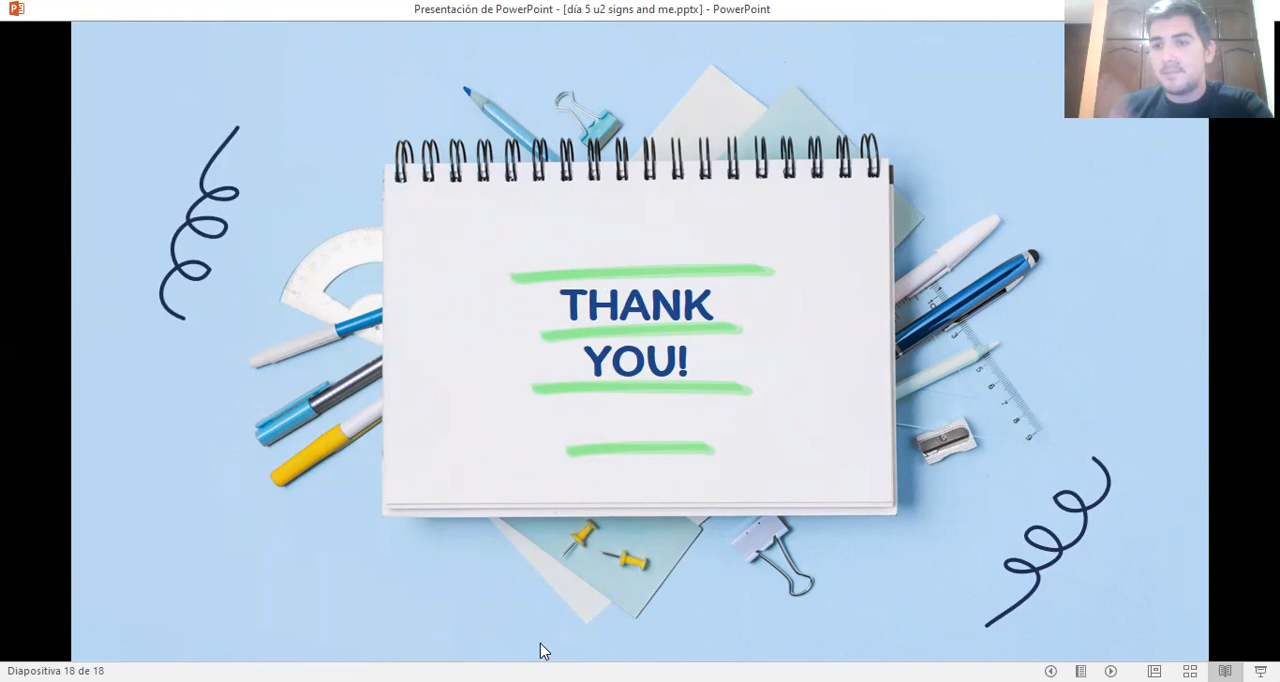 Presentación de PowerPoint - [día 5 u2 signs and me.pptx] - PowerPoint
THANK
YOU!
Diapositiva 18 de 18